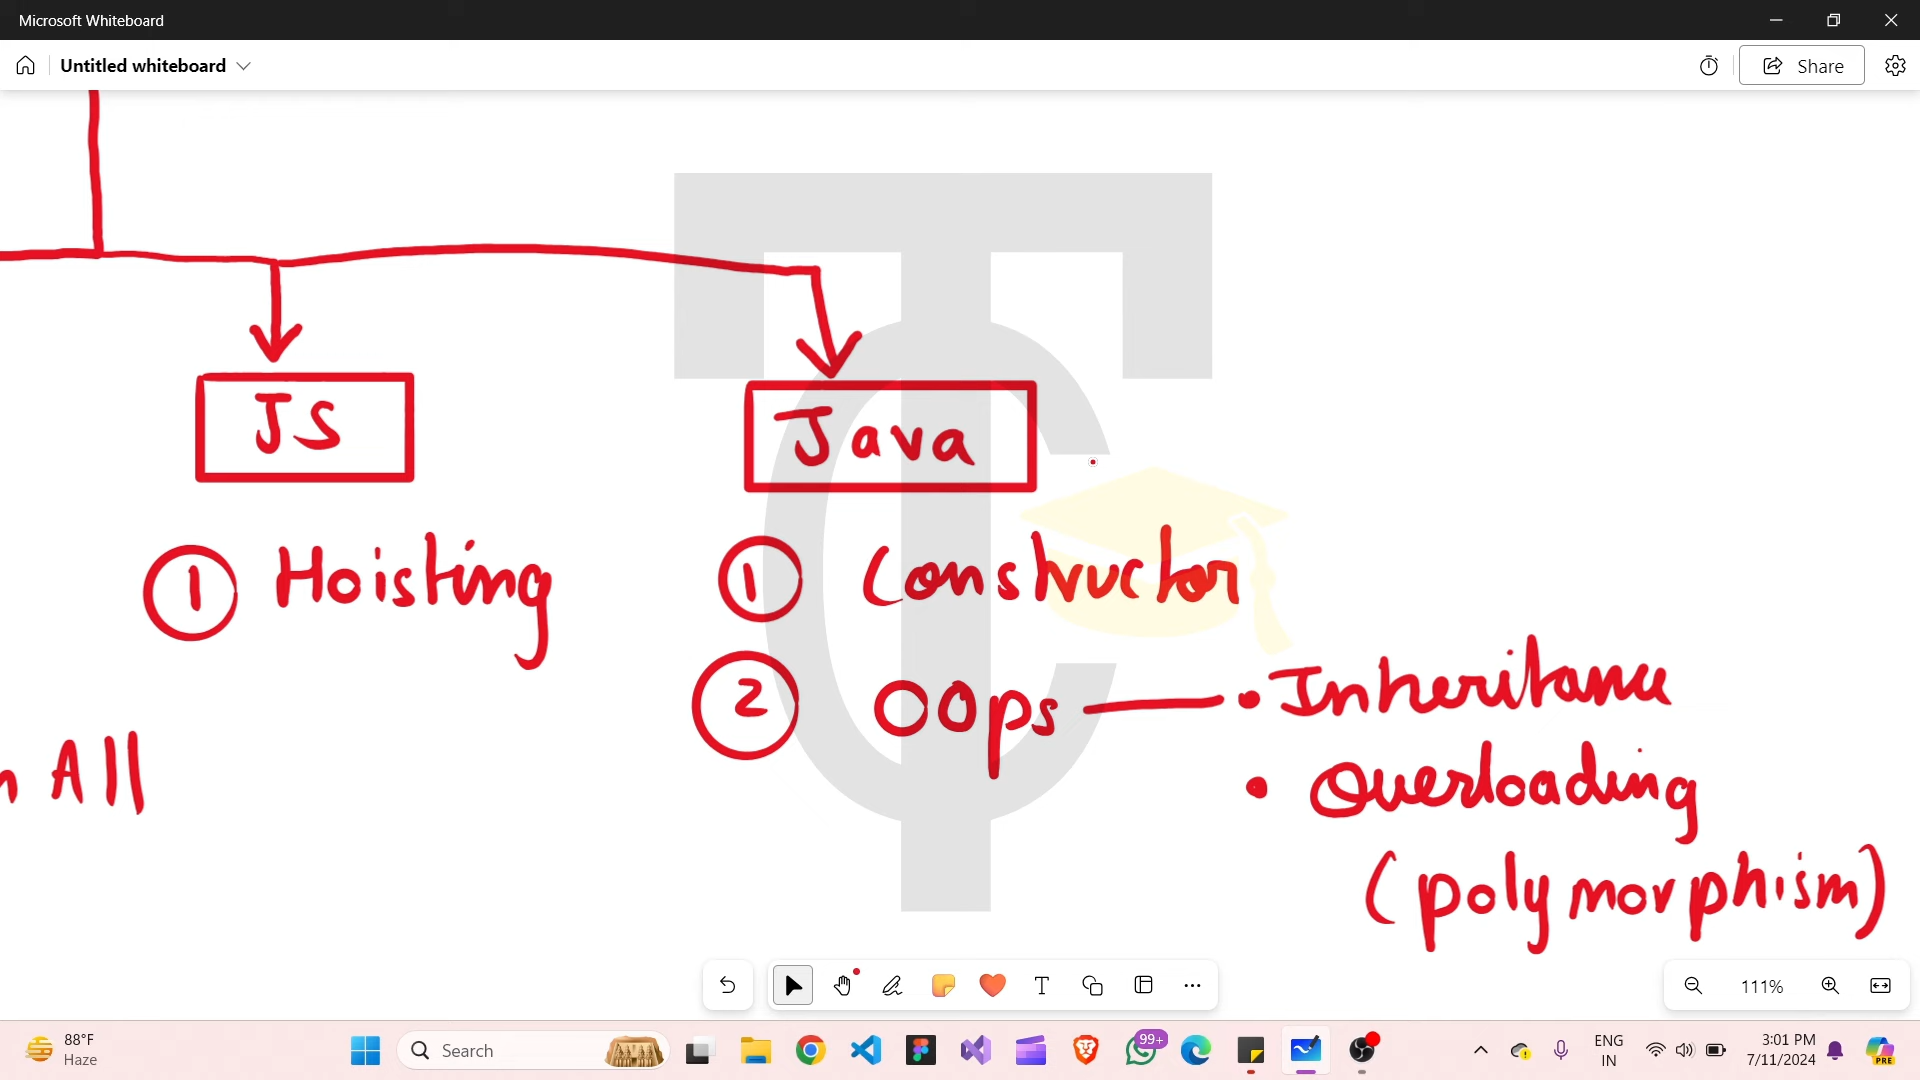 Microsoft Whiteboard
Untitled whiteboard
Share
JS
Java
1 Hoisting
1 Constructor
2 OOps — • Inheritance
All
• Overloading
(polymorphism)
T
111%
88°F
Haze
Search
99+
ENG
IN
3:01 PM
7/11/2024
PRE